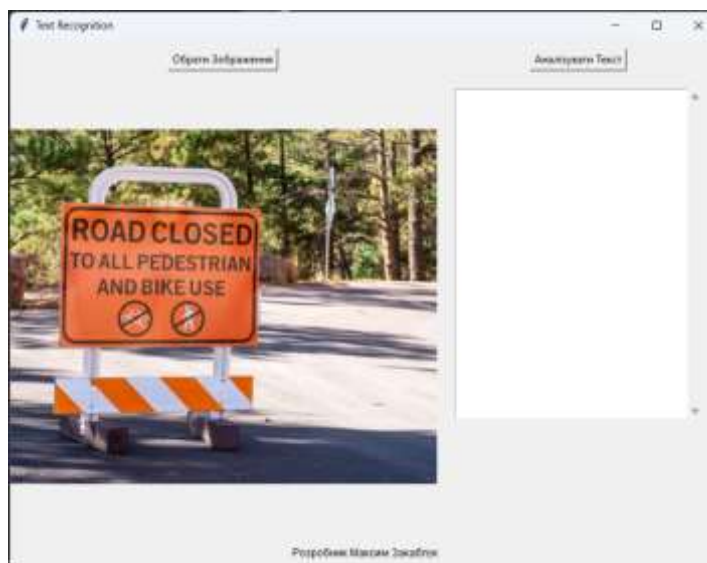 Text Recognition
Обрати Зображення
Аналізувати Текст
ROAD CLOSED
TO ALL PEDESTRIAN
AND BIKE USE
Розробник Максим Закаблук